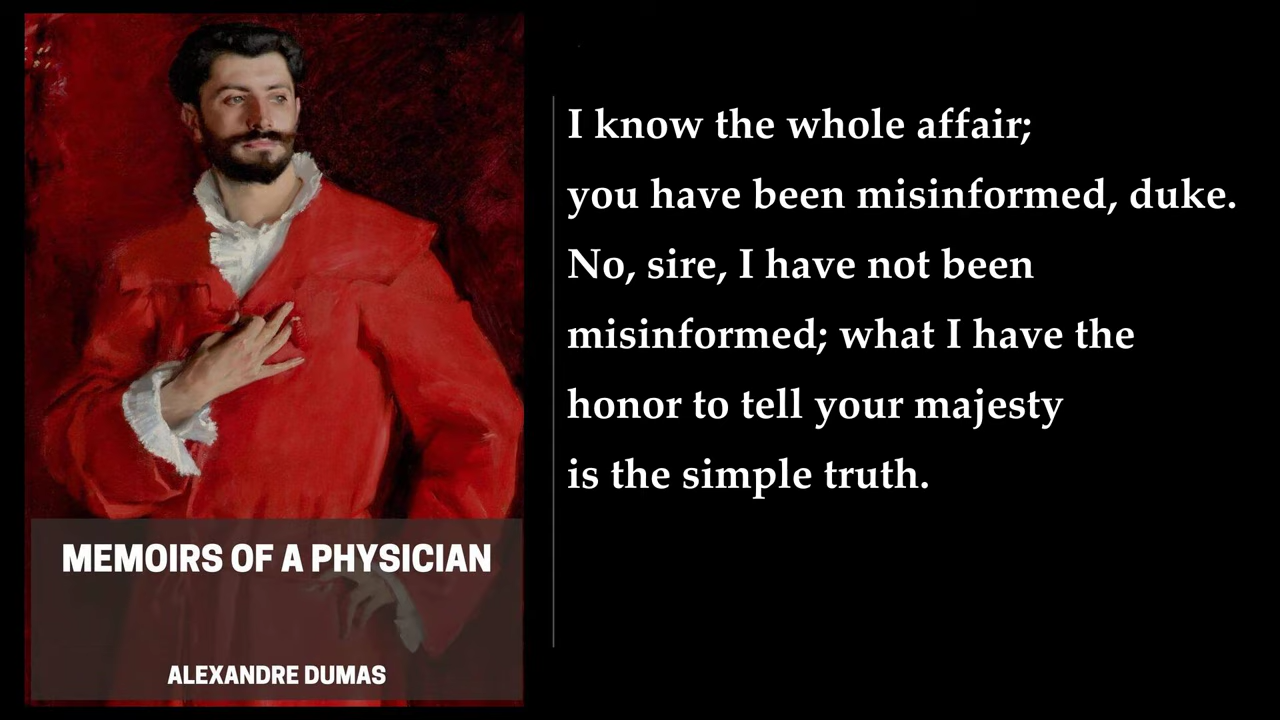 I know the whole affair;
you have been misinformed, duke.
No, sire, I have not been
misinformed; what I have the
honor to tell your majesty
is the simple truth.
MEMOIRS OF A PHYSICIAN
ALEXANDRE DUMAS